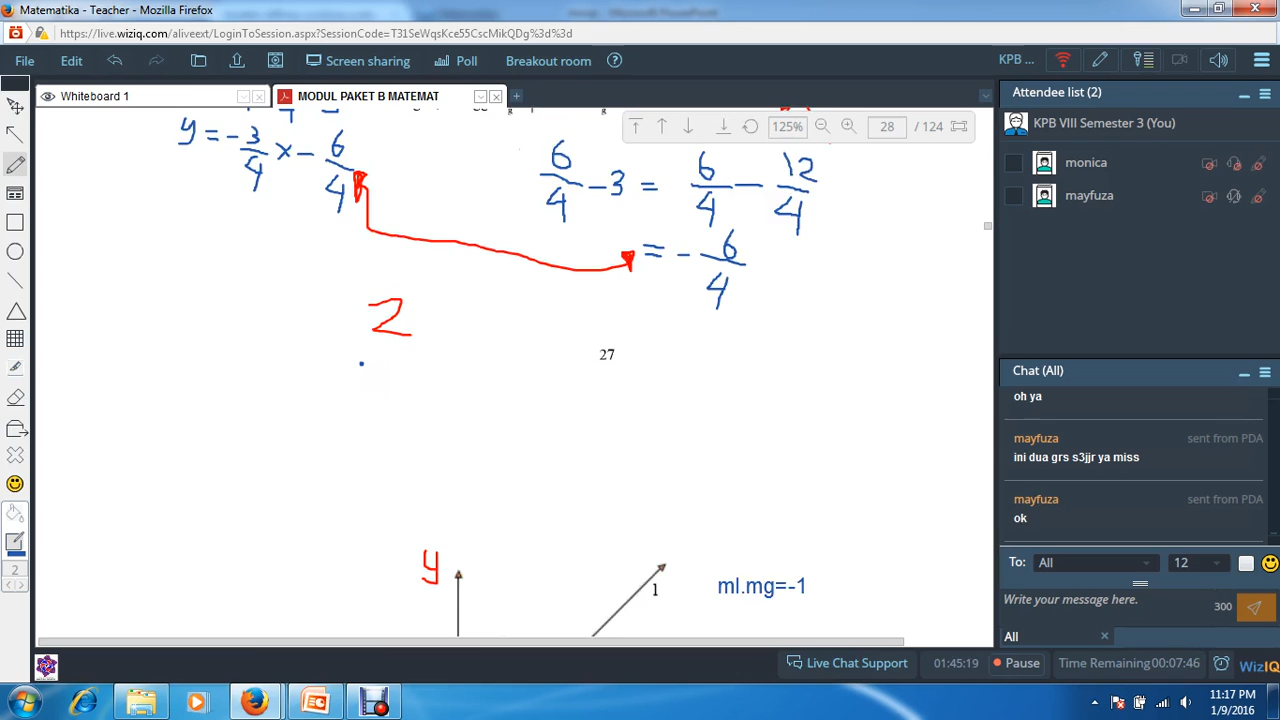 Matematika - Teacher - Mozilla Firefox
https://live.wiziq.com/aliveext/LoginToSession.aspx?SessionCode=T31SeWqsKce55CscMikQDg%3d%3d
File Edit Screen sharing Poll Breakout room KPB ...
Whiteboard 1 MODUL PAKET B MATEMAT
125% 28 / 124
y = - 3/4 x - 6/4
6/4 - 3 = 6/4 - 12/4
= - 6/4
2
27
y
1
ml.mg=-1
2
Attendee list (2)
KPB VIII Semester 3 (You)
monica
mayfuza
Chat (All)
oh ya
mayfuza sent from PDA
ini dua grs s3jjr ya miss
mayfuza sent from PDA
ok
To: All 12
Write your message here. 300
All
Live Chat Support 01:45:19 Pause Time Remaining 00:07:46 WizIQ
11:17 PM
1/9/2016